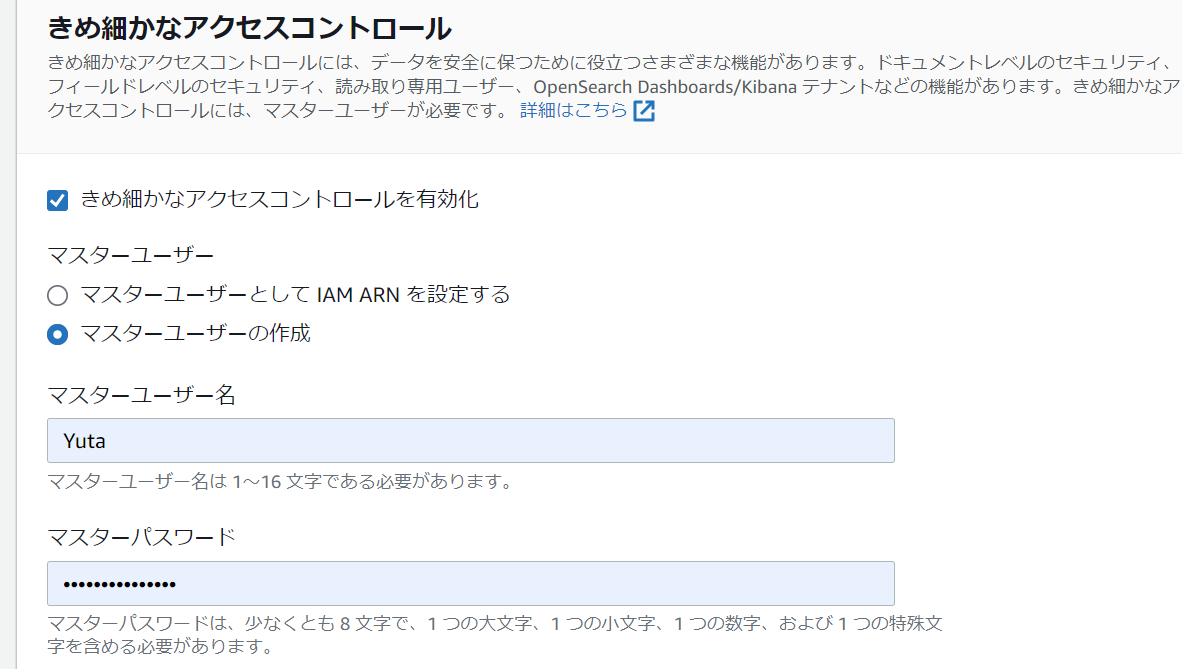 きめ細かなアクセスコントロール
きめ細かなアクセスコントロールには、データを安全に保つために役立つさまざまな機能があります。ドキュメントレベルのセキュリティ、
フィールドレベルのセキュリティ、読み取り専用ユーザー、OpenSearch Dashboards/Kibana テナントなどの機能があります。きめ細かなア
クセスコントロールには、マスターユーザーが必要です。 詳細はこちら
きめ細かなアクセスコントロールを有効化
マスターユーザー
マスターユーザーとして IAM ARN を設定する
マスターユーザーの作成
マスターユーザー名
Yuta
マスターユーザー名は 1～16 文字である必要があります。
マスターパスワード
•••••••••••••••
マスターパスワードは、少なくとも 8 文字で、1 つの大文字、1 つの小文字、1 つの数字、および 1 つの特殊文
字を含める必要があります。